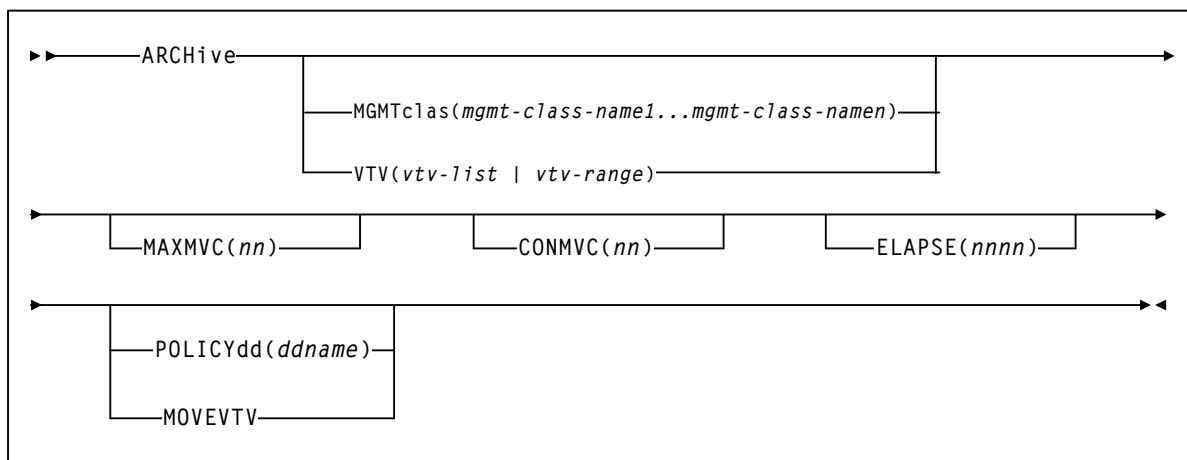 ARCHive
MGMTclas(mgmt-class-name1...mgmt-class-namen)
VTV(vtv-list | vtv-range)
MAXMVC(nn) CONMVC(nn) ELAPSE(nnnn)
POLICYdd(ddname)
MOVEVTV